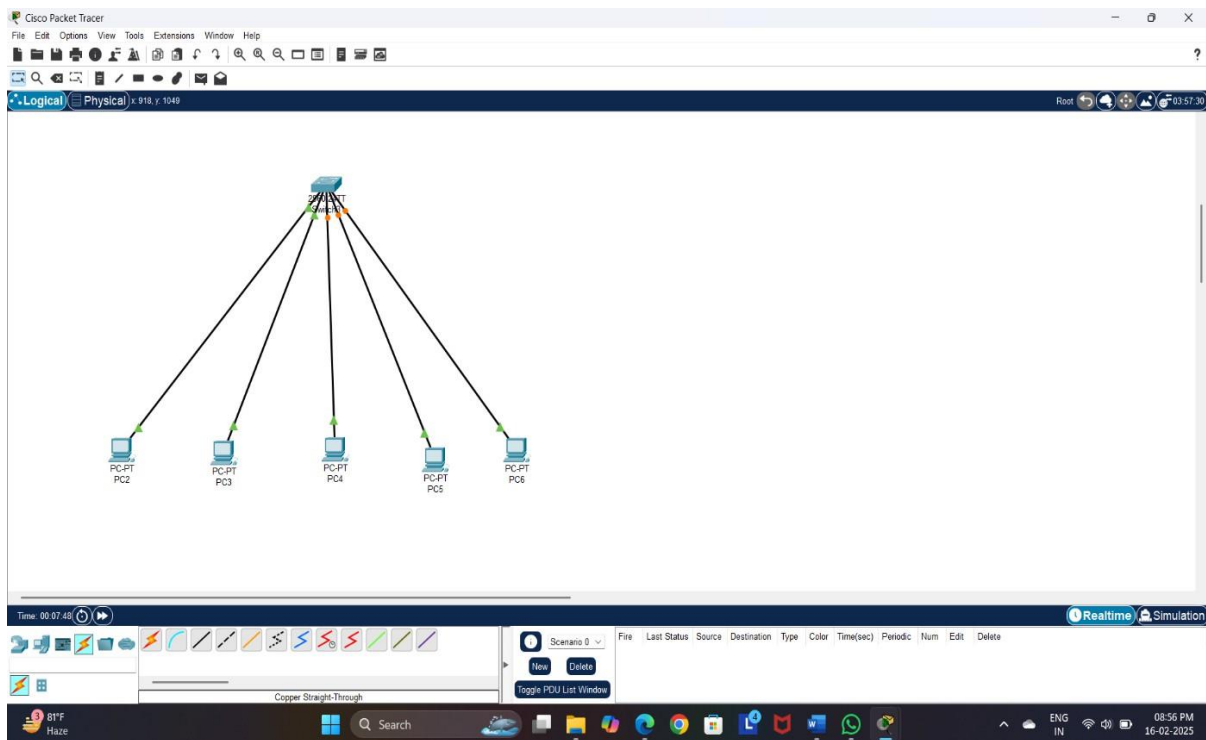 Cisco Packet Tracer
File Edit Options View Tools Extensions Window Help
?
Logical Physical x: 918, y: 1049
Root 03:57:30
PC-PT
PC2
PC-PT
PC3
PC-PT
PC4
PC-PT
PC5
PC-PT
PC6
Time: 00:07:48
Realtime Simulation
Scenario 0
Fire Last Status Source Destination Type Color Time(sec) Periodic Num Edit Delete
New Delete
Toggle PDU List Window
Copper Straight-Through
3
81°F
Haze
Search
4
ENG
IN
08:56 PM
16-02-2025